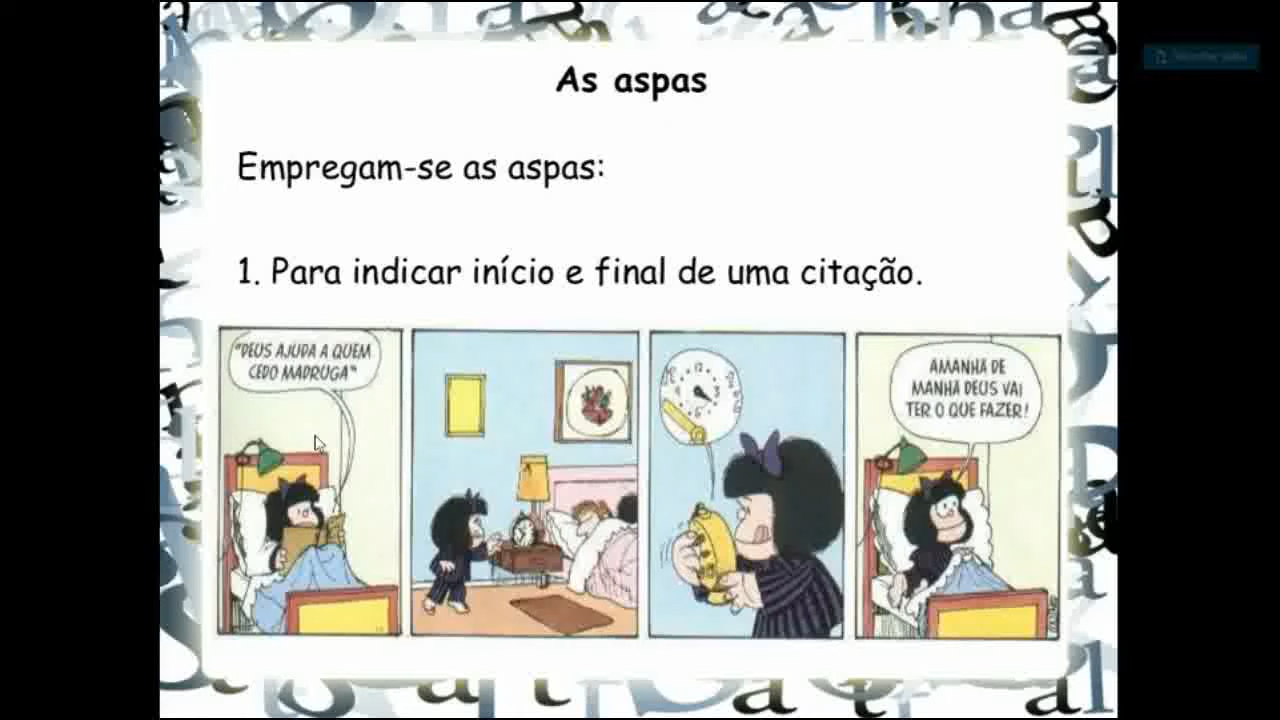 As aspas
Empregam-se as aspas:
1. Para indicar início e final de uma citação.
"DEUS AJUDA A QUEM
CEDO MADRUGA"
AMANHÃ DE
MANHÃ DEUS VAI
TER O QUE FAZER!